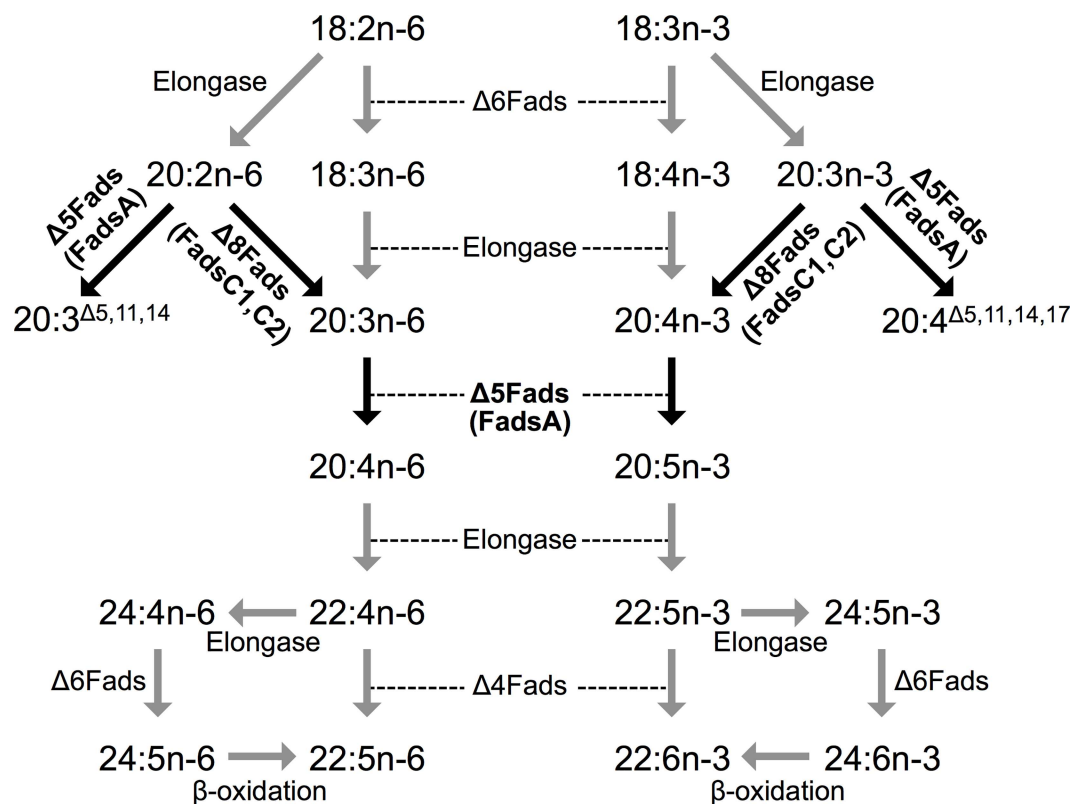 18:2n-6 18:3n-3
Elongase Δ6Fads Elongase
20:2n-6 18:3n-6 18:4n-3 20:3n-3
Δ5Fads
(FadsA)
Δ8Fads
(FadsC1,C2)
Elongase
Δ8Fads
(FadsC1,C2)
Δ5Fads
(FadsA)
20:3Δ5,11,14 20:3n-6 20:4n-3 20:4Δ5,11,14,17
Δ5Fads
(FadsA)
20:4n-6 20:5n-3
Elongase
24:4n-6 22:4n-6 22:5n-3 24:5n-3
Elongase Elongase
Δ6Fads Δ4Fads Δ6Fads
24:5n-6 22:5n-6 22:6n-3 24:6n-3
β-oxidation β-oxidation